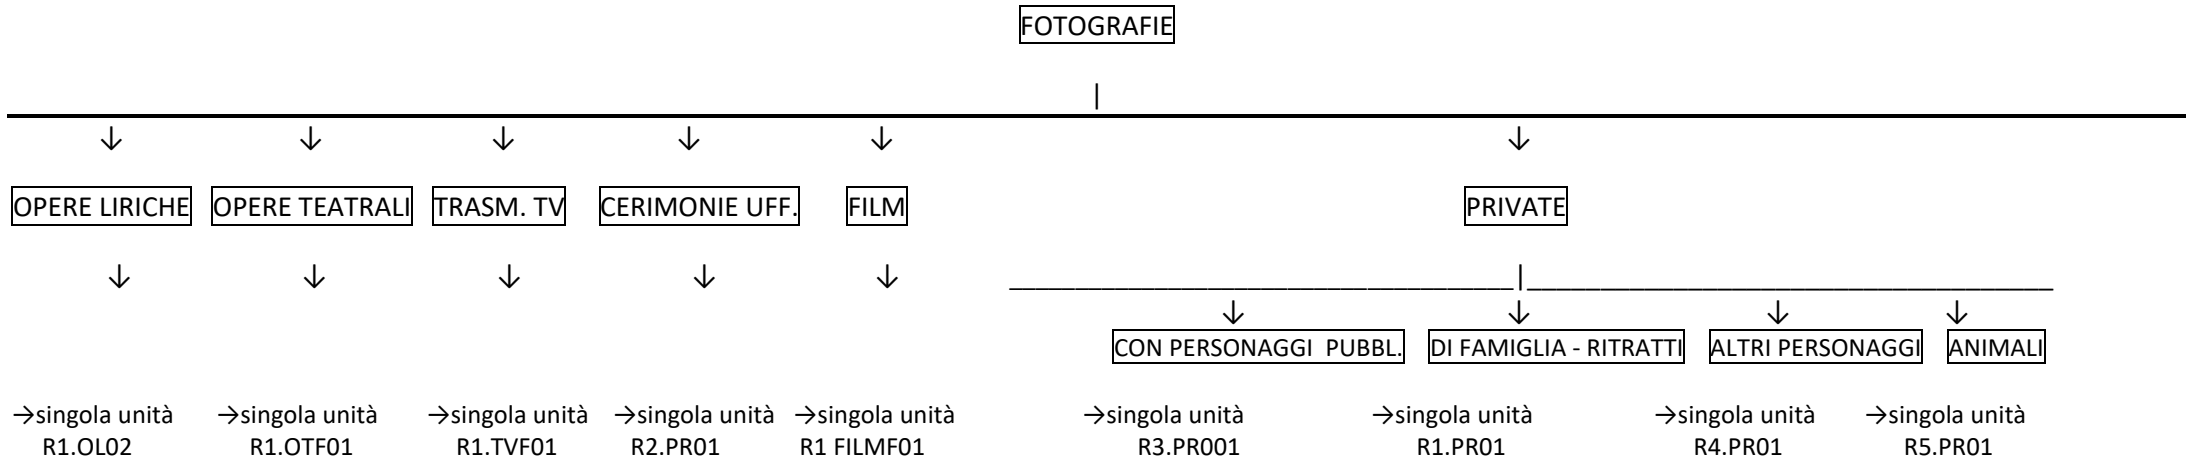 FOTOGRAFIE
OPERE LIRICHE OPERE TEATRALI TRASM. TV CERIMONIE UFF. FILM PRIVATE
CON PERSONAGGI PUBBL. DI FAMIGLIA - RITRATTI ALTRI PERSONAGGI ANIMALI
→singola unità →singola unità →singola unità →singola unità →singola unità →singola unità →singola unità →singola unità →singola unità
R1.OL02 R1.OTF01 R1.TVF01 R2.PR01 R1 FILMF01 R3.PR001 R1.PR01 R4.PR01 R5.PR01